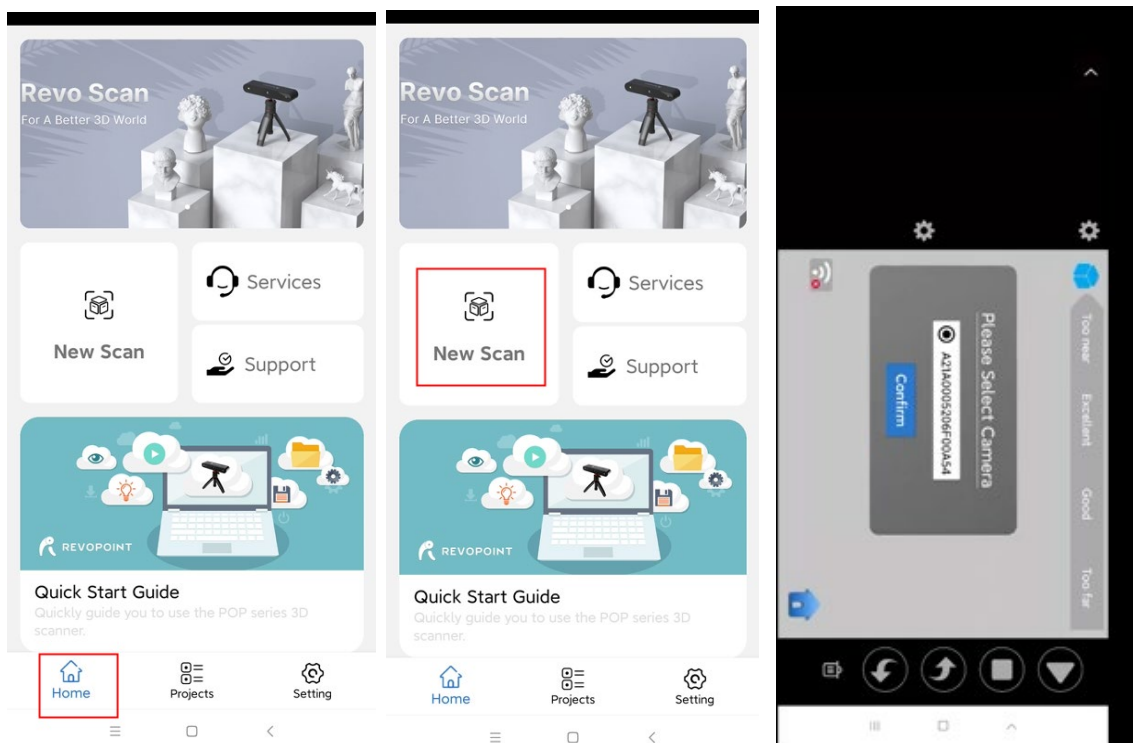 Revo Scan
For A Better 3D World
New Scan
Services
Support
REVOPOINT
Quick Start Guide
Quickly guide you to use the POP series 3D
scanner.
Home
Projects
Setting
Revo Scan
For A Better 3D World
New Scan
Services
Support
REVOPOINT
Quick Start Guide
Quickly guide you to use the POP series 3D
scanner.
Home
Projects
Setting
Please Select Camera
A21A0005206F00A54
Confirm
Too near
Excellent
Good
Too far